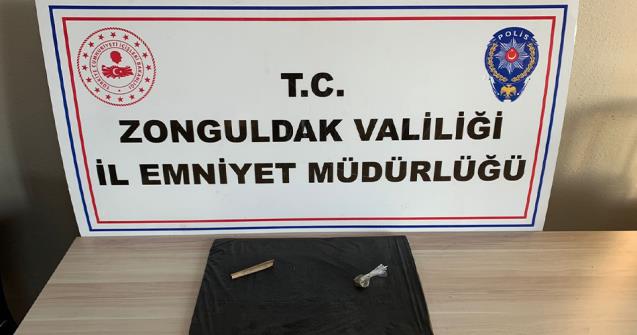 T.C.
POLİS
ZONGULDAK VALİLİĞİ
İL EMNİYET MÜDÜRLÜĞÜ